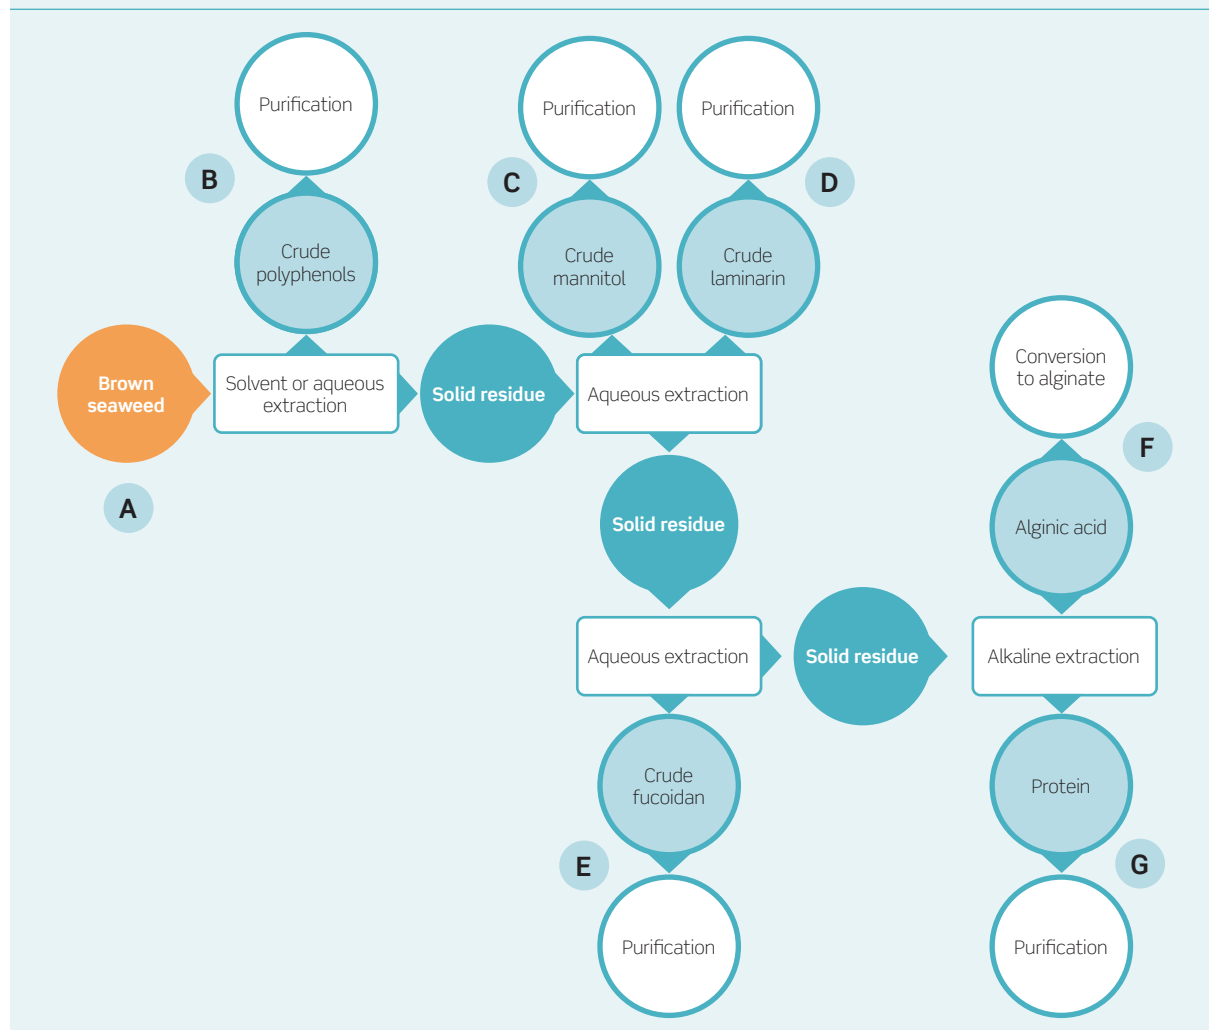 Purification
B
Crude
polyphenols
Purification
C
Crude
mannitol
Purification
D
Crude
laminarin
Brown
seaweed
A
Solvent or aqueous
extraction
Solid residue
Aqueous extraction
Solid residue
Aqueous extraction
Crude
fucoidan
E
Purification
Solid residue
Alkaline extraction
Conversion
to alginate
F
Alginic acid
Protein
G
Purification